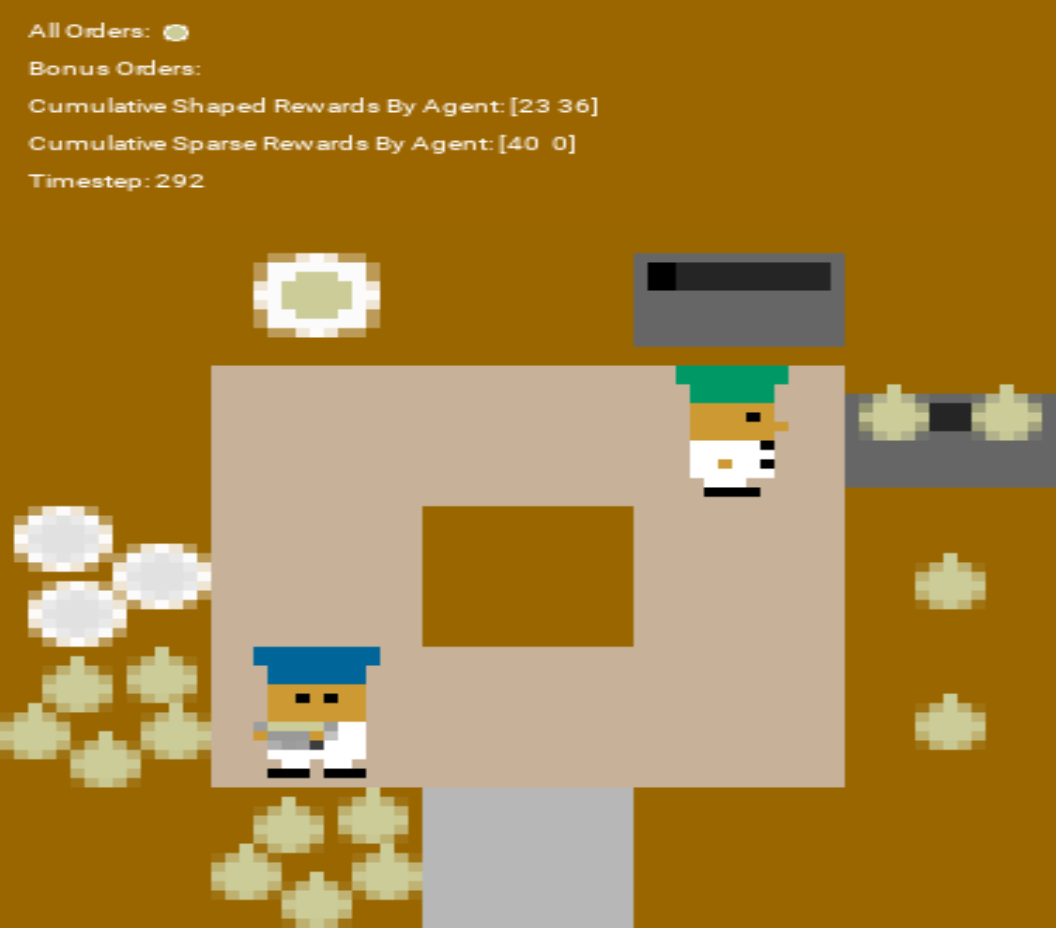 All Orders:
Bonus Orders:
Cumulative Shaped Rewards By Agent: [23 36]
Cumulative Sparse Rewards By Agent: [40  0]
Timestep: 292